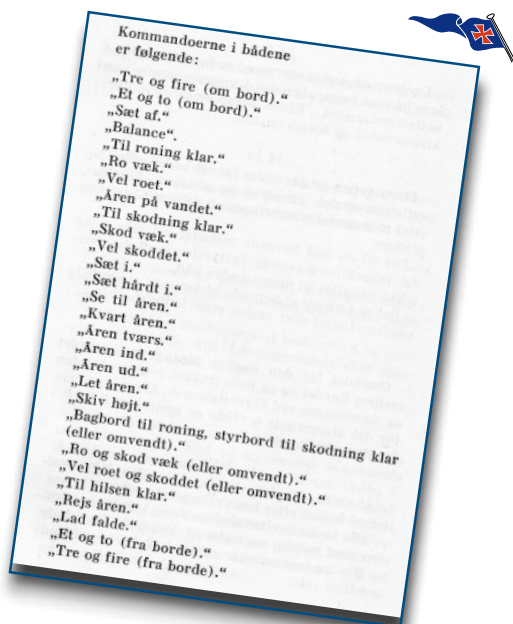 Kommandoerne i bådene
er følgende:
„Tre og fire (om bord).“
„Et og to (om bord).“
„Sæt af.“
„Balance“.
„Til roning klar.“
„Ro væk.“
„Vel roet.“
„Åren på vandet.“
„Til skodning klar.“
„Skod væk.“
„Vel skoddet.“
„Sæt i.“
„Sæt hårdt i.“
„Se til åren.“
„Kvart åren.“
„Åren tværs.“
„Åren ind.“
„Åren ud.“
„Let åren.“
„Skiv højt.“
„Bagbord til roning, styrbord til skodning klar
(eller omvendt).“
„Ro og skod væk (eller omvendt).“
„Vel roet og skoddet (eller omvendt).“
„Til hilsen klar.“
„Rejs åren.“
„Lad falde.“
„Et og to (fra borde).“
„Tre og fire (fra borde).“